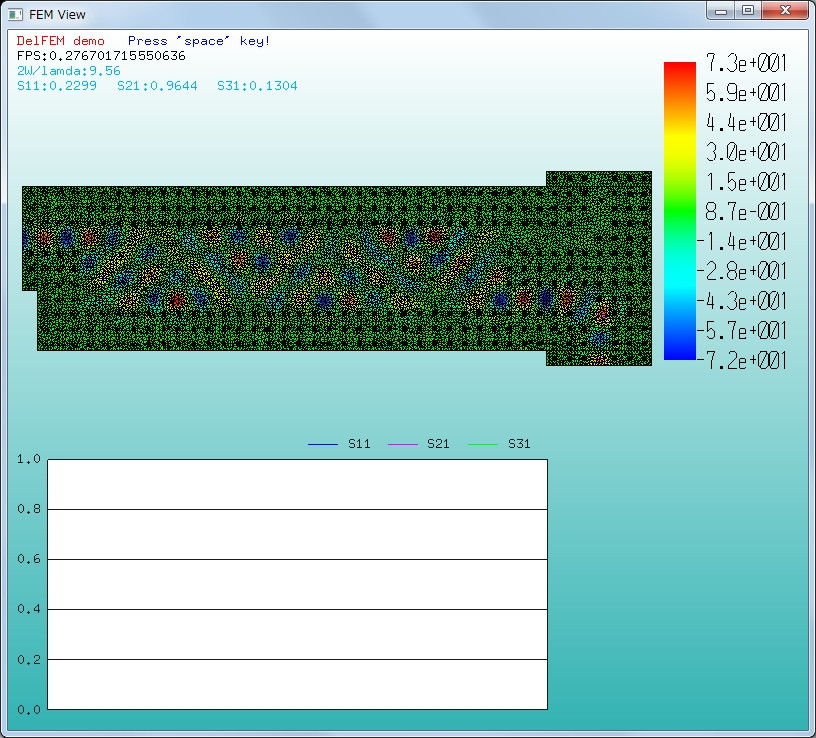 FEM View
DelFEM demo Press "space" key!
FPS:0.276701715550636
2W/lamda:9.56
S11:0.2299 S21:0.9644 S31:0.1304
7.3e+001
5.9e+001
4.4e+001
3.0e+001
1.5e+001
8.7e-001
-1.4e+001
-2.8e+001
-4.3e+001
-5.7e+001
-7.2e+001
S11 S21 S31
1.0
0.8
0.6
0.4
0.2
0.0